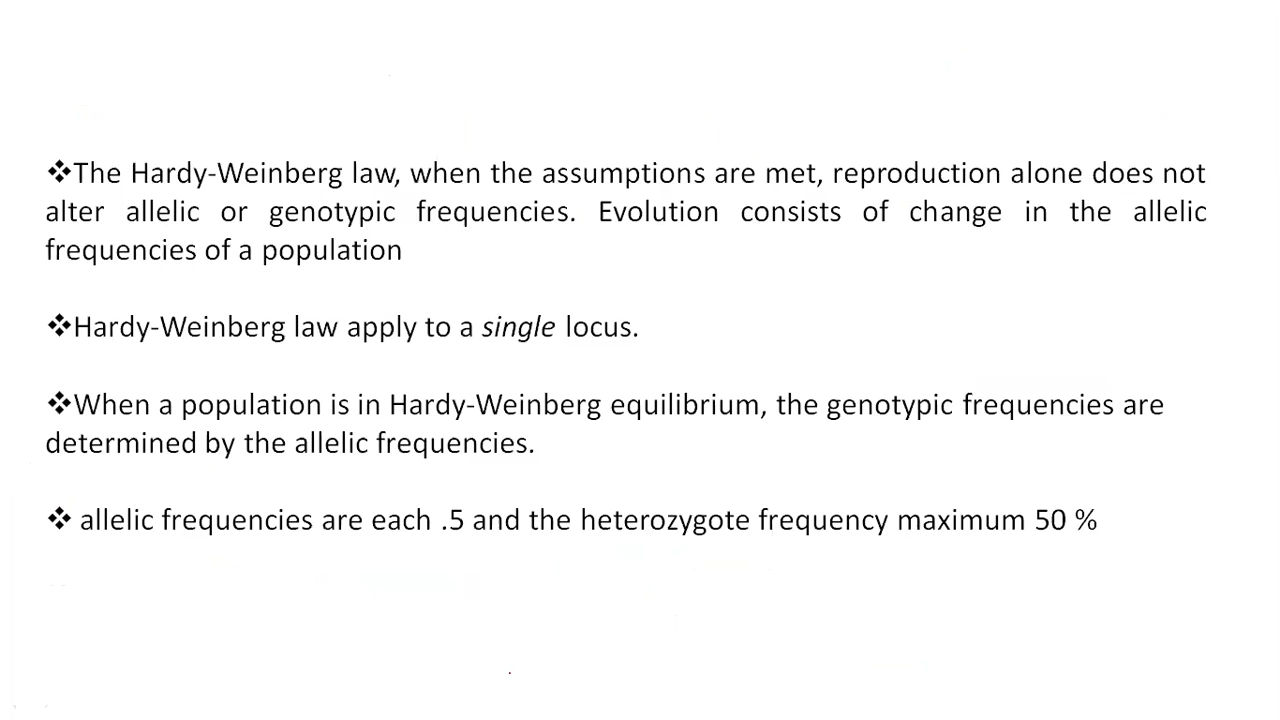 ❖The Hardy-Weinberg law, when the assumptions are met, reproduction alone does not
alter allelic or genotypic frequencies. Evolution consists of change in the allelic
frequencies of a population
❖Hardy-Weinberg law apply to a single locus.
❖When a population is in Hardy-Weinberg equilibrium, the genotypic frequencies are
determined by the allelic frequencies.
❖ allelic frequencies are each .5 and the heterozygote frequency maximum 50 %